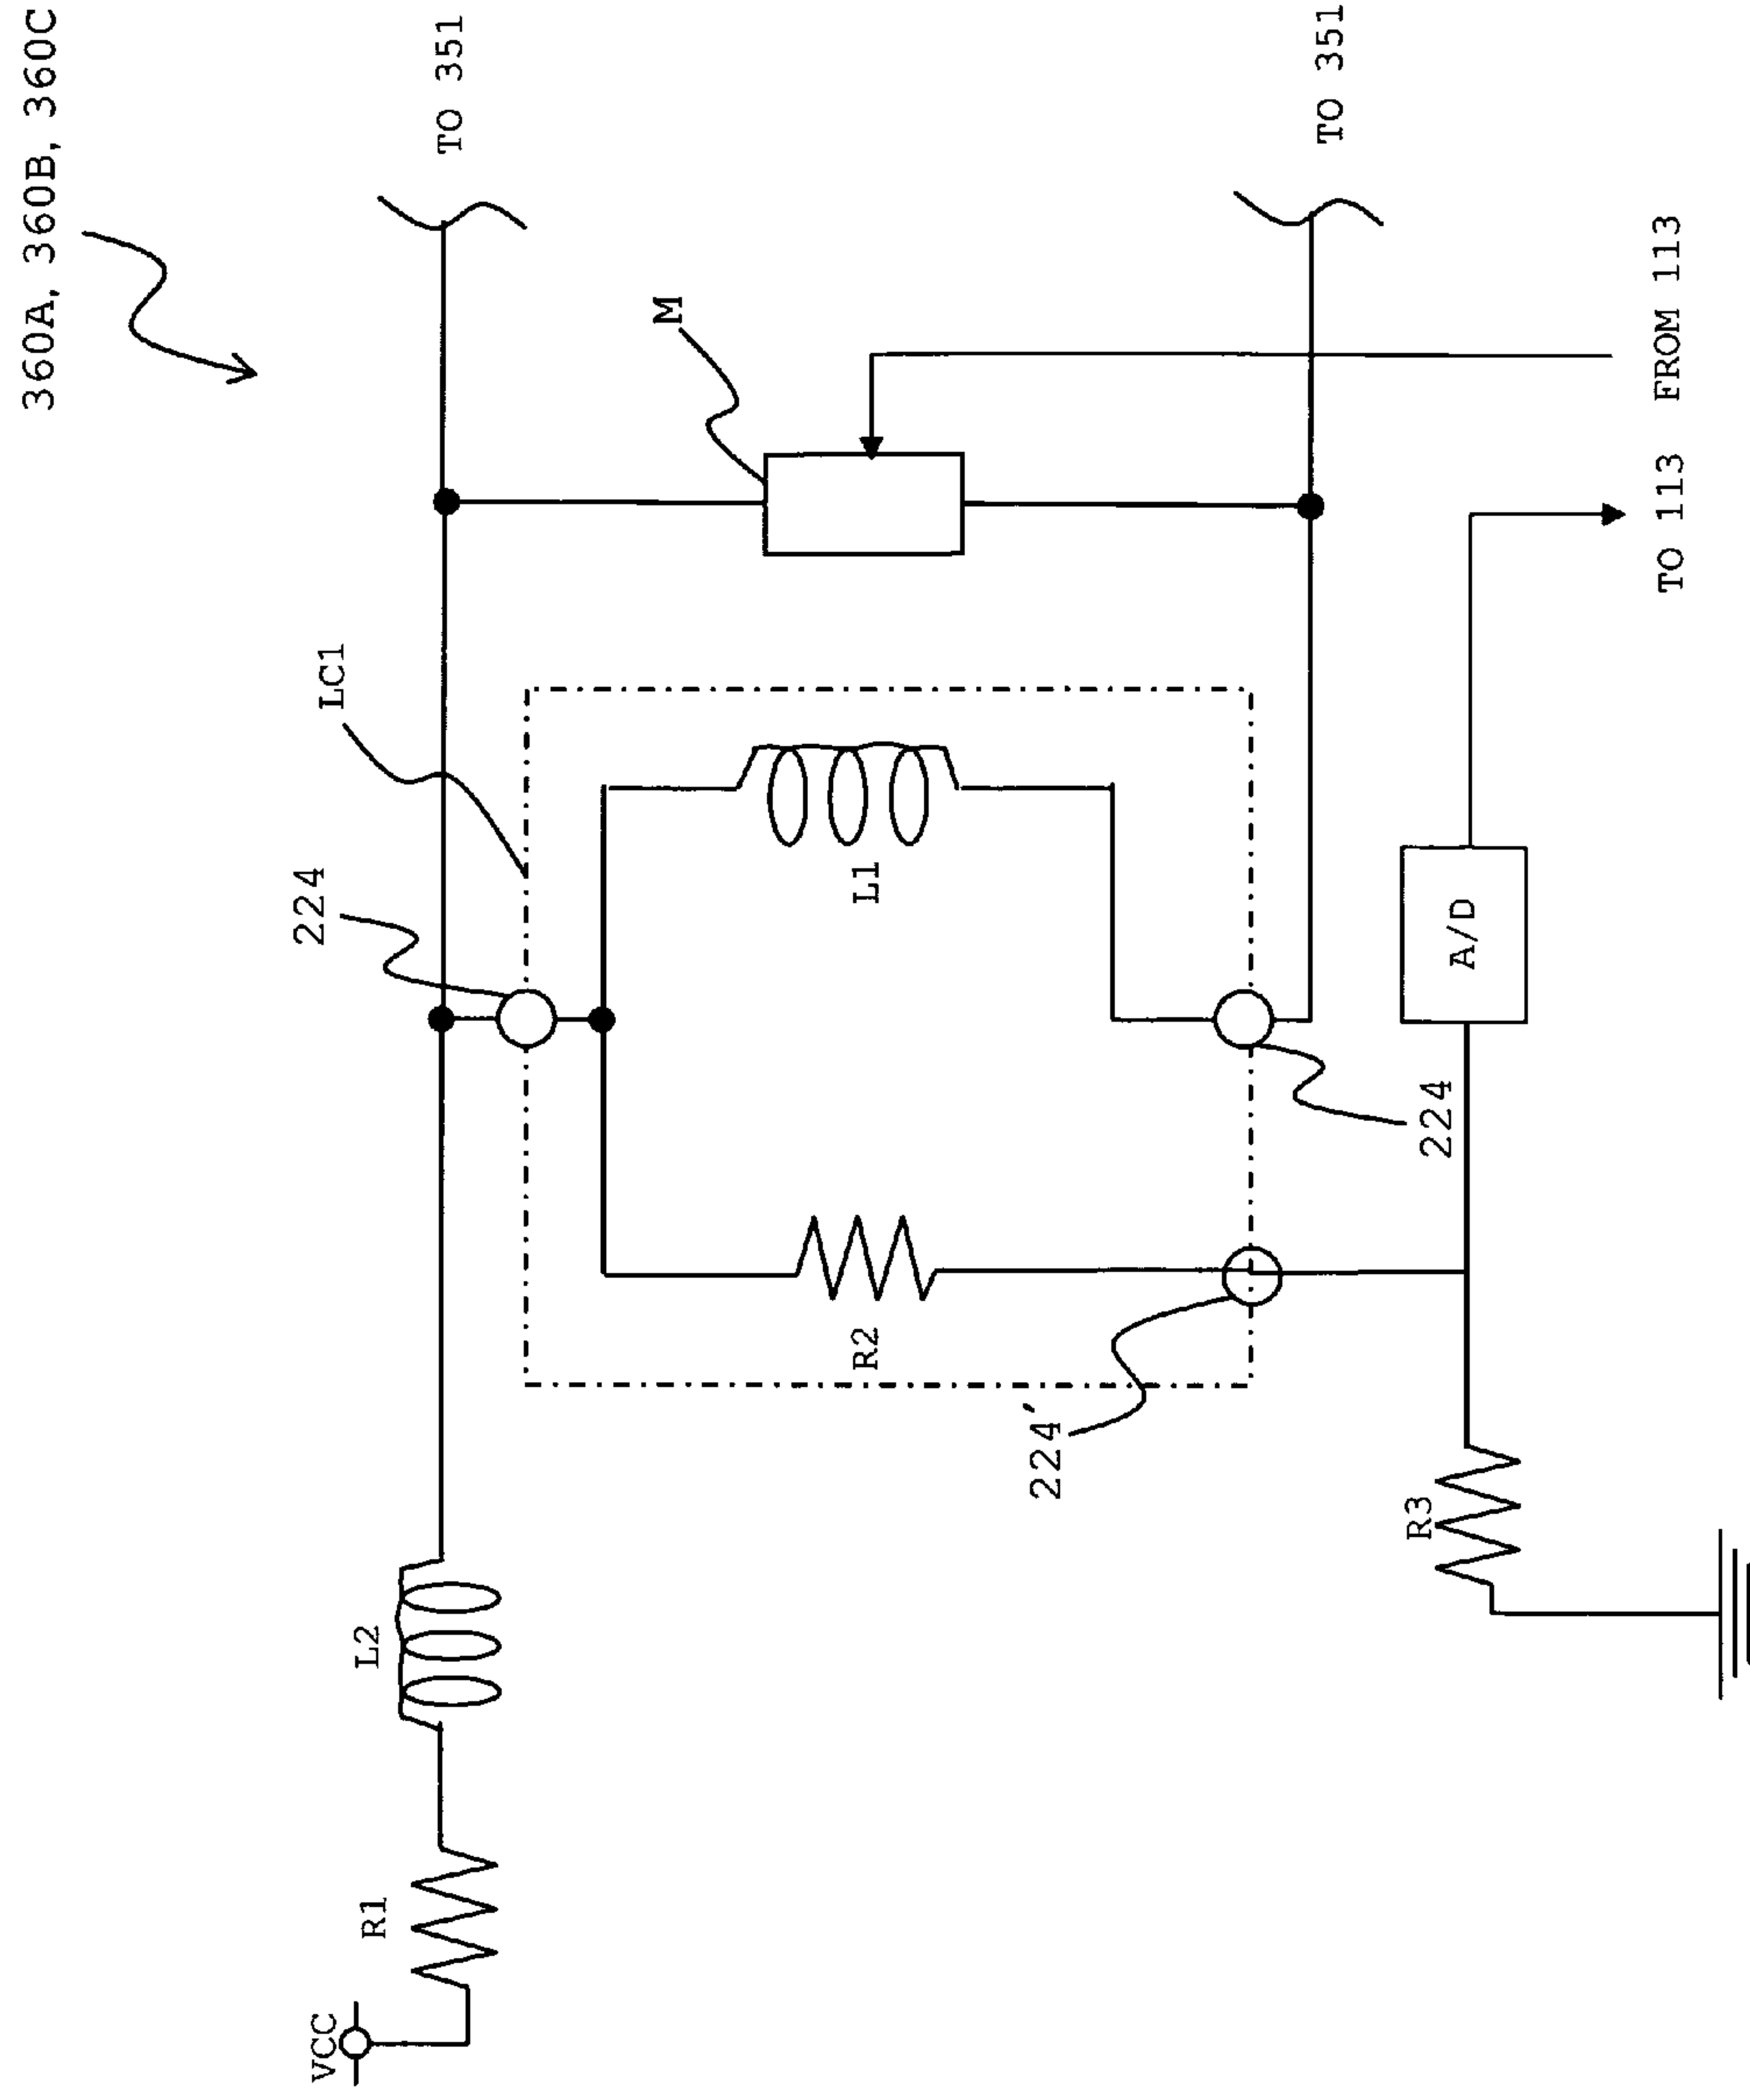 360A, 360B, 360C
TO 351
TO 351
M
LC1
224
L1
L2
R1
VCC
R2
224'
224
A/D
R3
TO 113
FROM 113